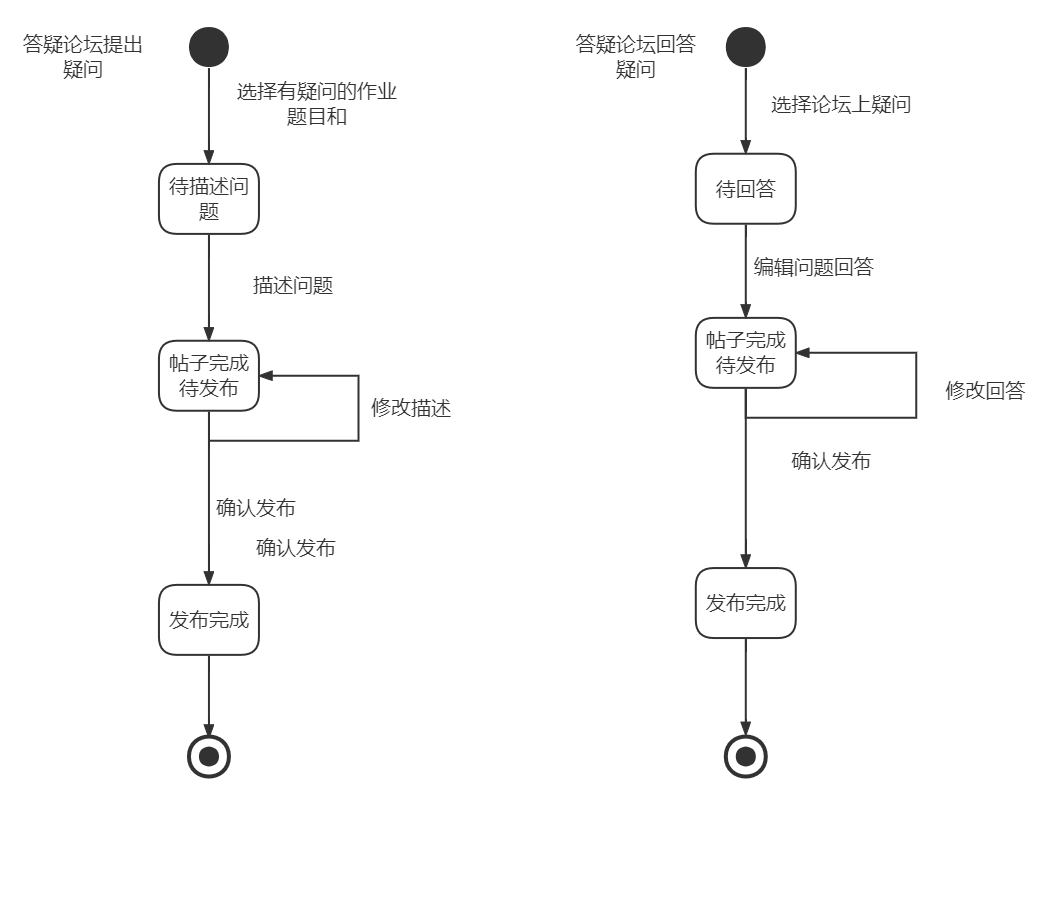 答疑论坛提出
疑问
选择有疑问的作业
题目和
待描述问
题
描述问题
帖子完成
待发布
修改描述
确认发布
确认发布
发布完成
答疑论坛回答
疑问
选择论坛上疑问
待回答
编辑问题回答
帖子完成
待发布
修改回答
确认发布
发布完成